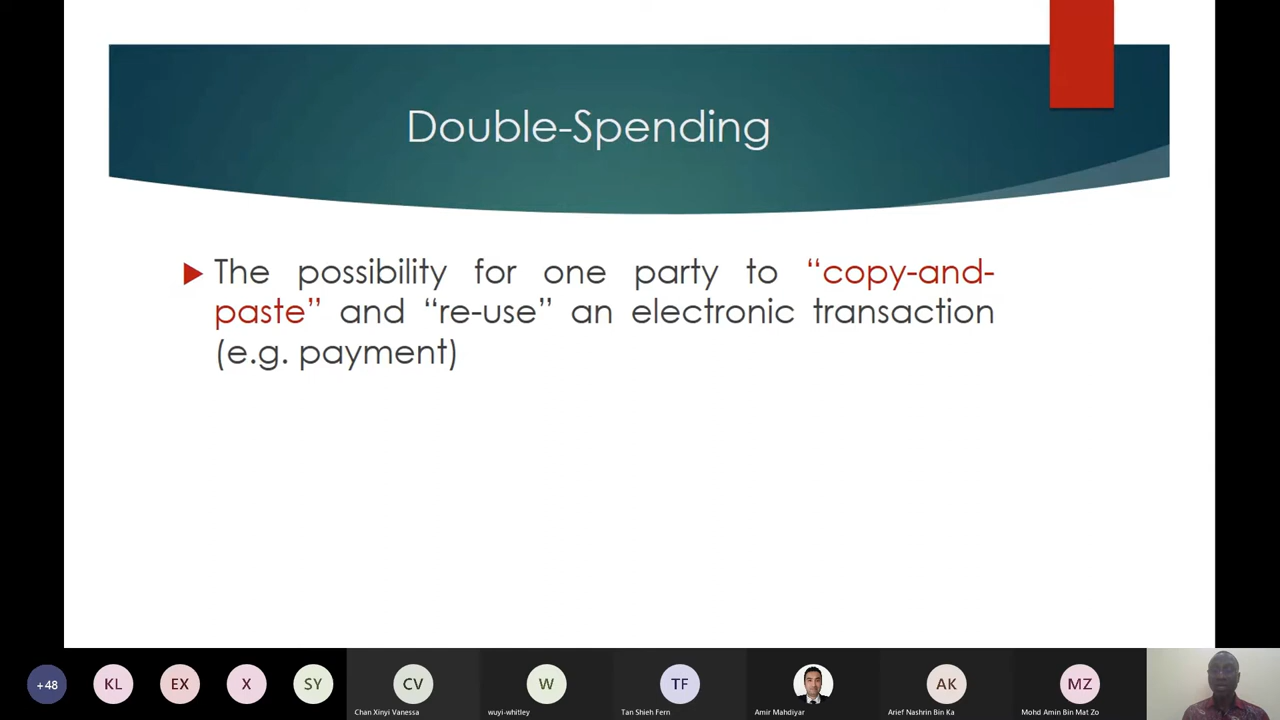 Double-Spending
The possibility for one party to “copy-and-
paste” and “re-use” an electronic transaction
(e.g. payment)
+48
KL
EX
X
SY
CV
W
TF
AK
MZ
Chan Xinyi Vanessa
wuyi-whitley
Tan Shieh Fern
Amir Mahdiyar
Arief Nashrin Bin Ka
Mohd Amin Bin Mat Zo